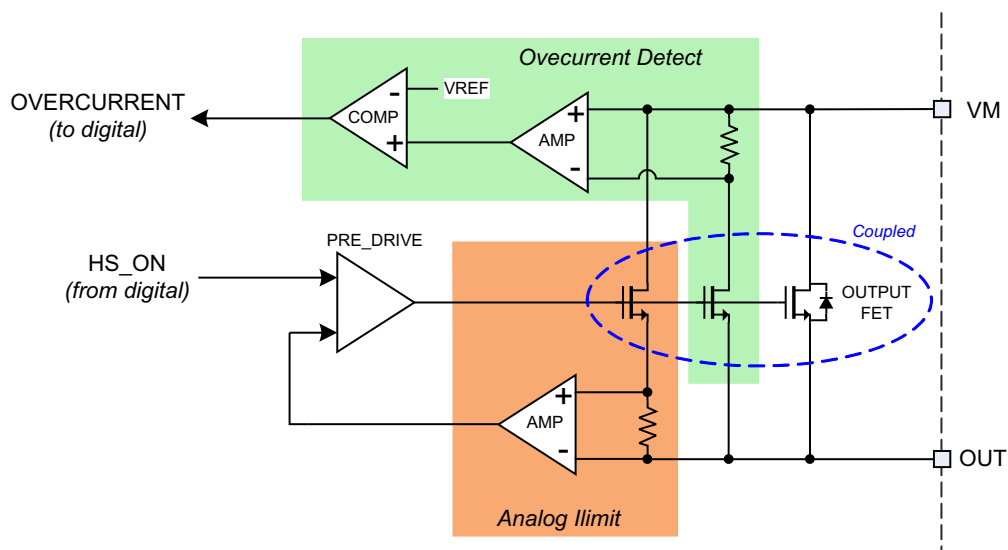 Ovecurrent Detect
OVERCURRENT
(to digital)
-
VREF
COMP
+
+
AMP
-
VM
PRE_DRIVE
Coupled
HS_ON
(from digital)
OUTPUT
FET
+
AMP
-
OUT
Analog Ilimit